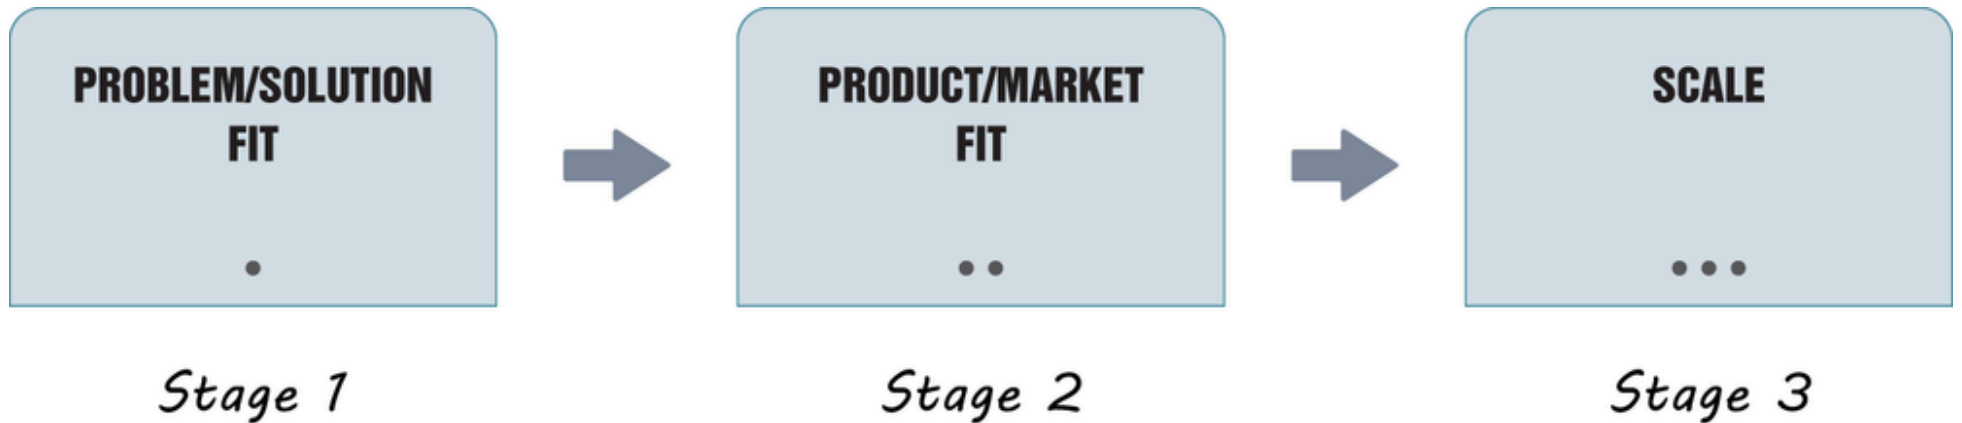 PROBLEM/SOLUTION
FIT
PRODUCT/MARKET
FIT
SCALE
Stage 1
Stage 2
Stage 3